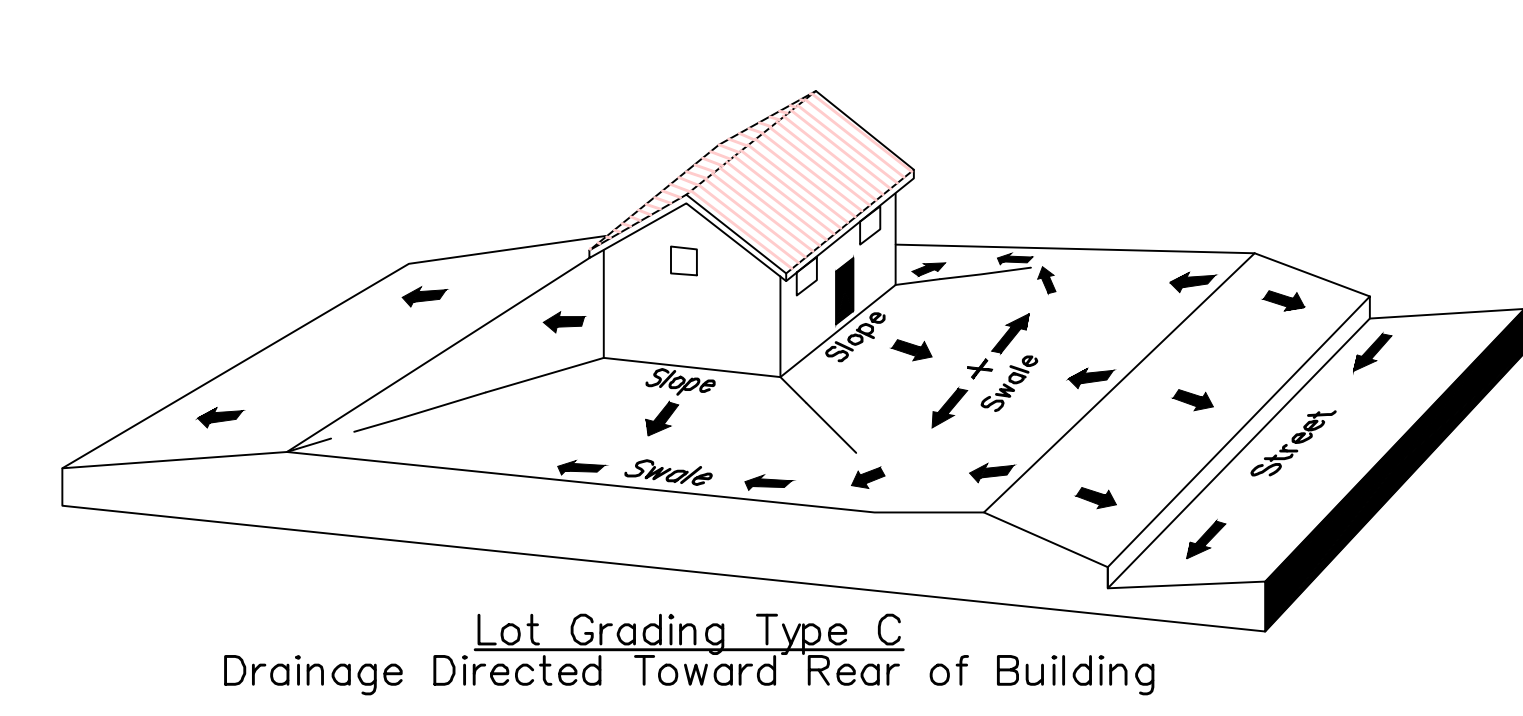 Slope
Slope
Swale
Swale
Street
Lot Grading Type C
Drainage Directed Toward Rear of Building